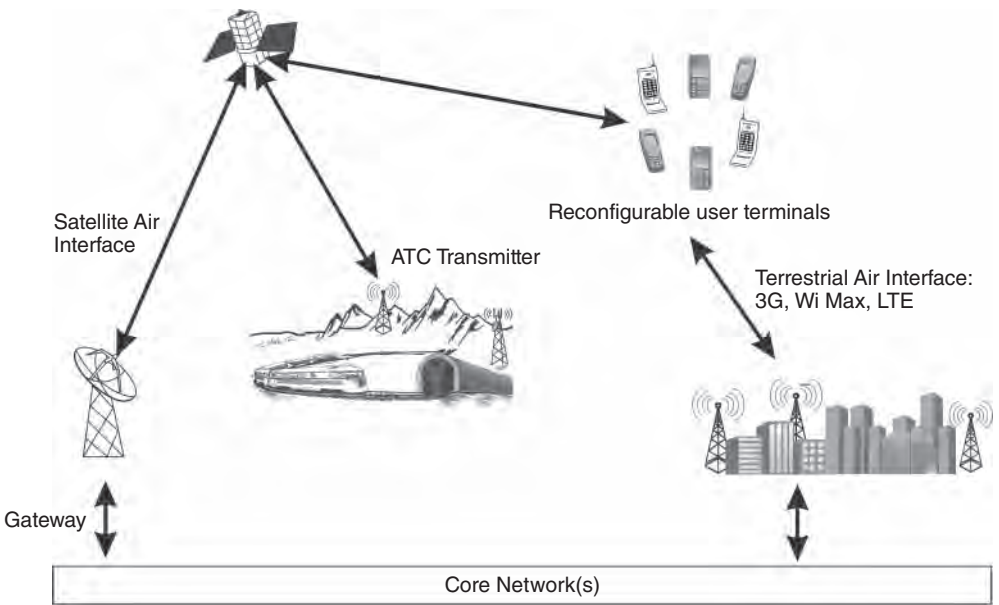 Satellite Air
Interface
ATC Transmitter
Reconfigurable user terminals
Terrestrial Air Interface:
3G, Wi Max, LTE
Gateway
Core Network(s)